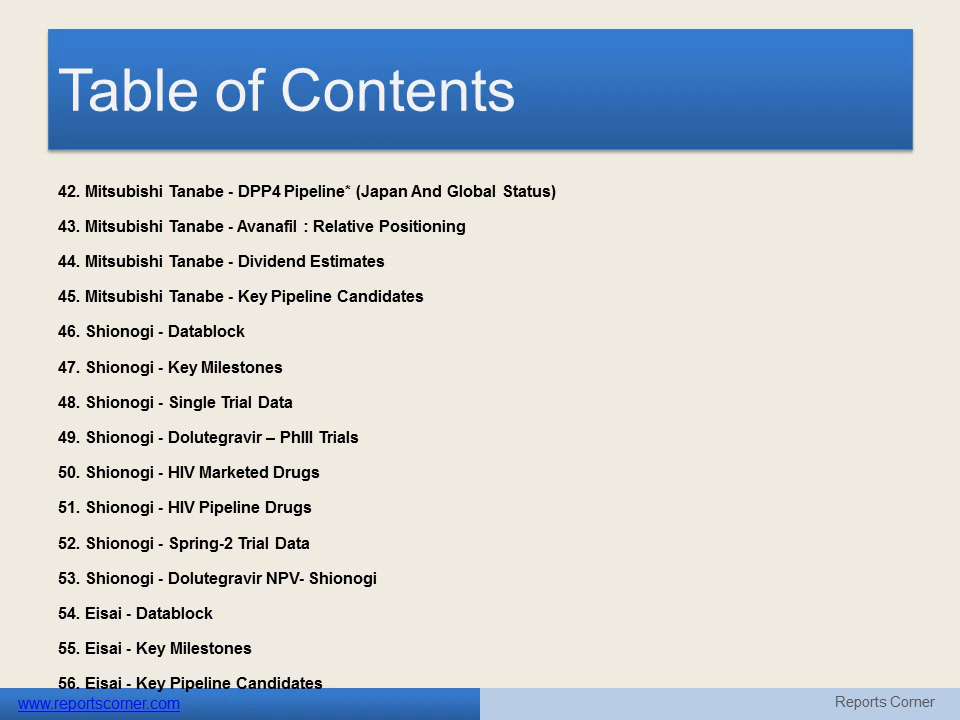 Table of Contents
42. Mitsubishi Tanabe - DPP4 Pipeline* (Japan And Global Status)
43. Mitsubishi Tanabe - Avanafil : Relative Positioning
44. Mitsubishi Tanabe - Dividend Estimates
45. Mitsubishi Tanabe - Key Pipeline Candidates
46. Shionogi - Datablock
47. Shionogi - Key Milestones
48. Shionogi - Single Trial Data
49. Shionogi - Dolutegravir – PhIII Trials
50. Shionogi - HIV Marketed Drugs
51. Shionogi - HIV Pipeline Drugs
52. Shionogi - Spring-2 Trial Data
53. Shionogi - Dolutegravir NPV- Shionogi
54. Eisai - Datablock
55. Eisai - Key Milestones
56. Eisai - Key Pipeline Candidates
www.reportscorner.com
Reports Corner